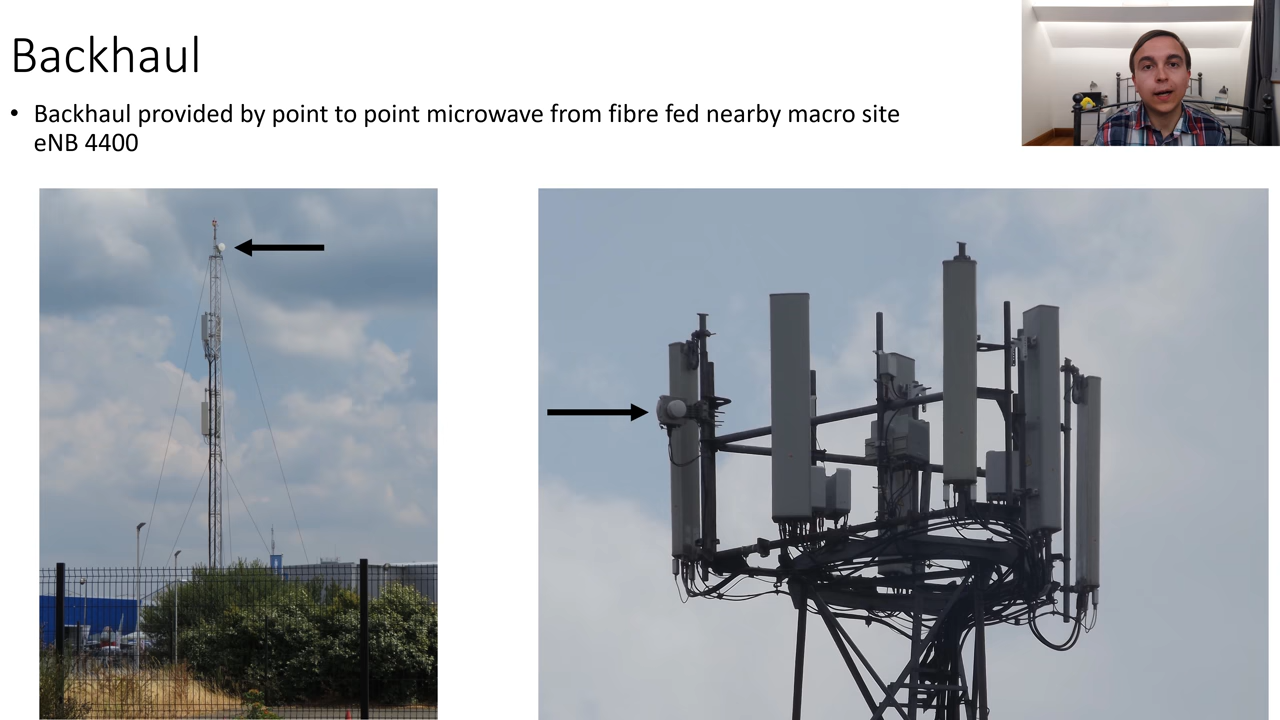 Backhaul
• Backhaul provided by point to point microwave from fibre fed nearby macro site
eNB 4400